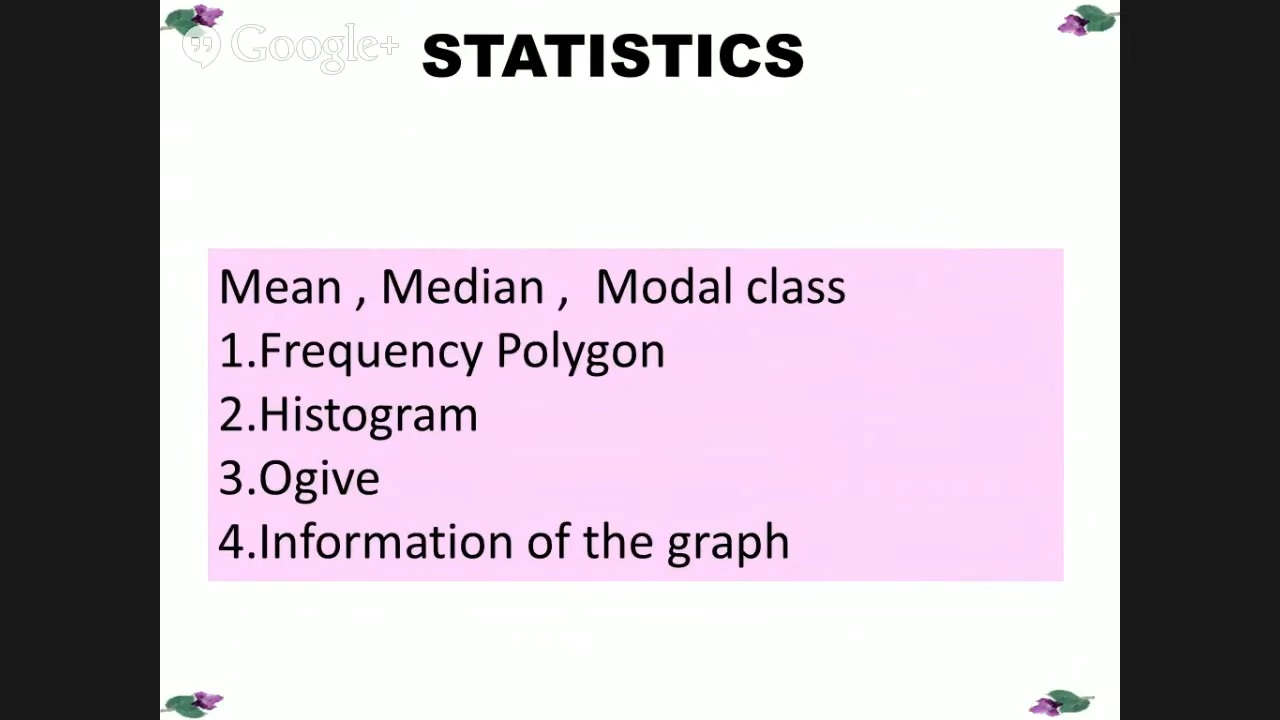 Google+
STATISTICS
Mean , Median , Modal class
1.Frequency Polygon
2.Histogram
3.Ogive
4.Information of the graph